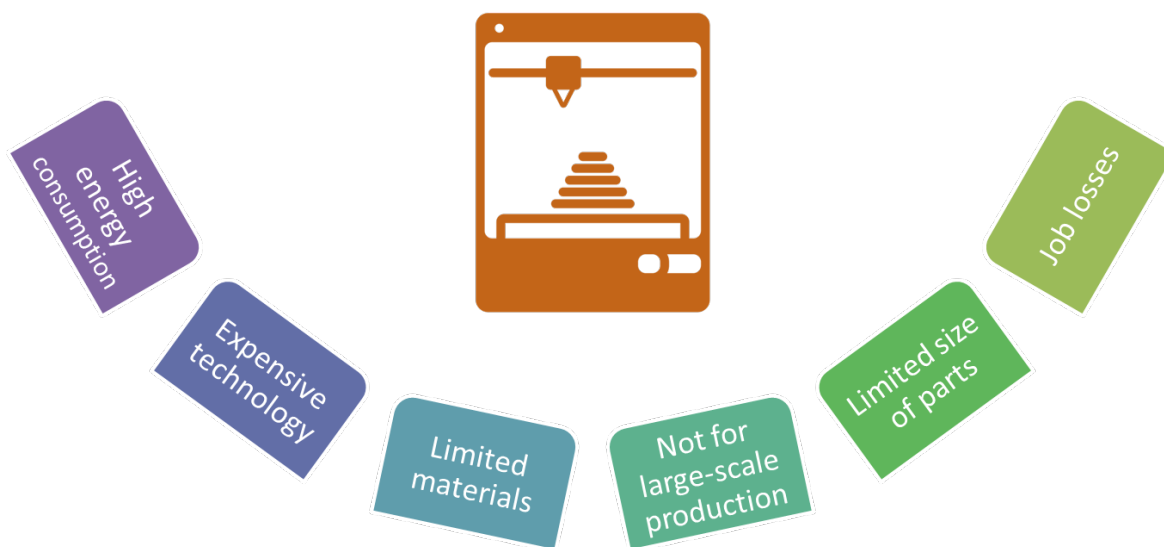 High
energy
consumption
Expensive
technology
Limited
materials
Not for
large-scale
production
Limited size
of parts
Job losses